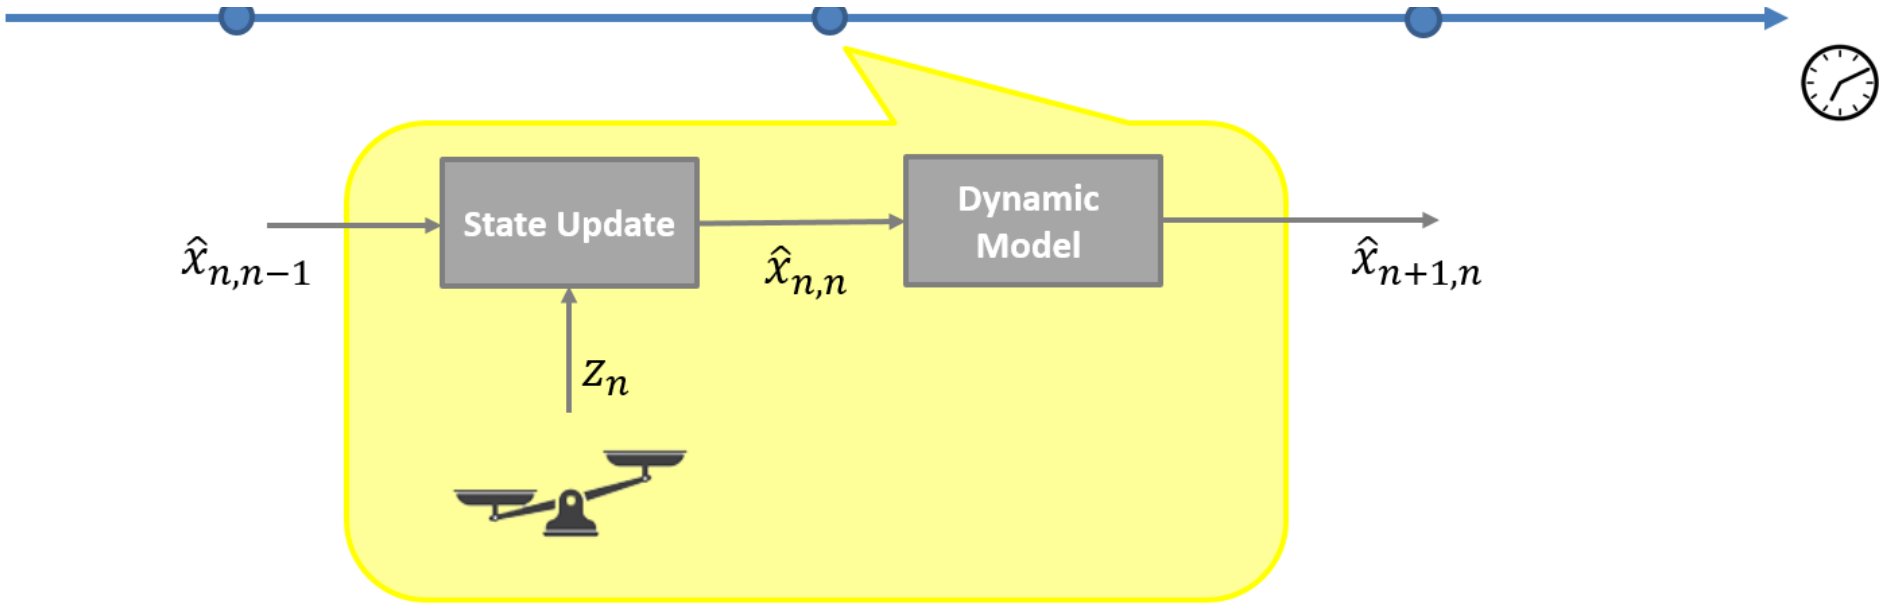 State Update
Dynamic
Model
x̂ₙ,ₙ₋₁
x̂ₙ,ₙ
x̂ₙ₊₁,ₙ
zₙ